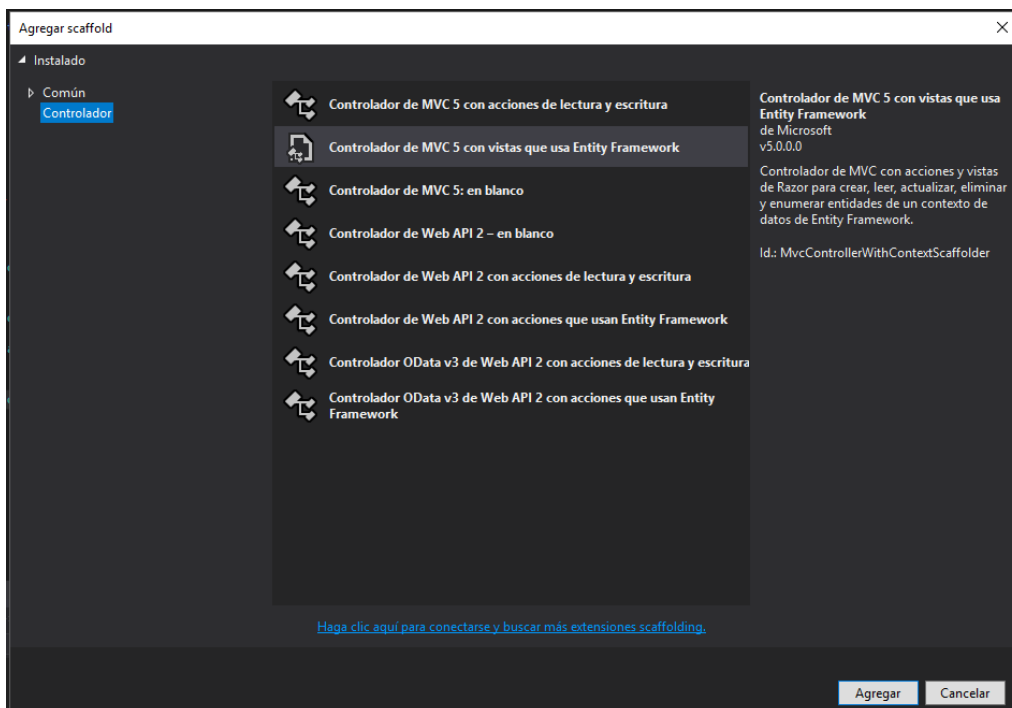 Agregar scaffold
Instalado
Común
Controlador
Controlador de MVC 5 con acciones de lectura y escritura
Controlador de MVC 5 con vistas que usa Entity Framework
Controlador de MVC 5: en blanco
Controlador de Web API 2 – en blanco
Controlador de Web API 2 con acciones de lectura y escritura
Controlador de Web API 2 con acciones que usan Entity Framework
Controlador OData v3 de Web API 2 con acciones de lectura y escritura
Controlador OData v3 de Web API 2 con acciones que usan Entity
Framework
Haga clic aquí para conectarse y buscar más extensiones scaffolding.
Controlador de MVC 5 con vistas que usa
Entity Framework
de Microsoft
v5.0.0.0
Controlador de MVC con acciones y vistas
de Razor para crear, leer, actualizar, eliminar
y enumerar entidades de un contexto de
datos de Entity Framework.
Id.: MvcControllerWithContextScaffolder
Agregar
Cancelar